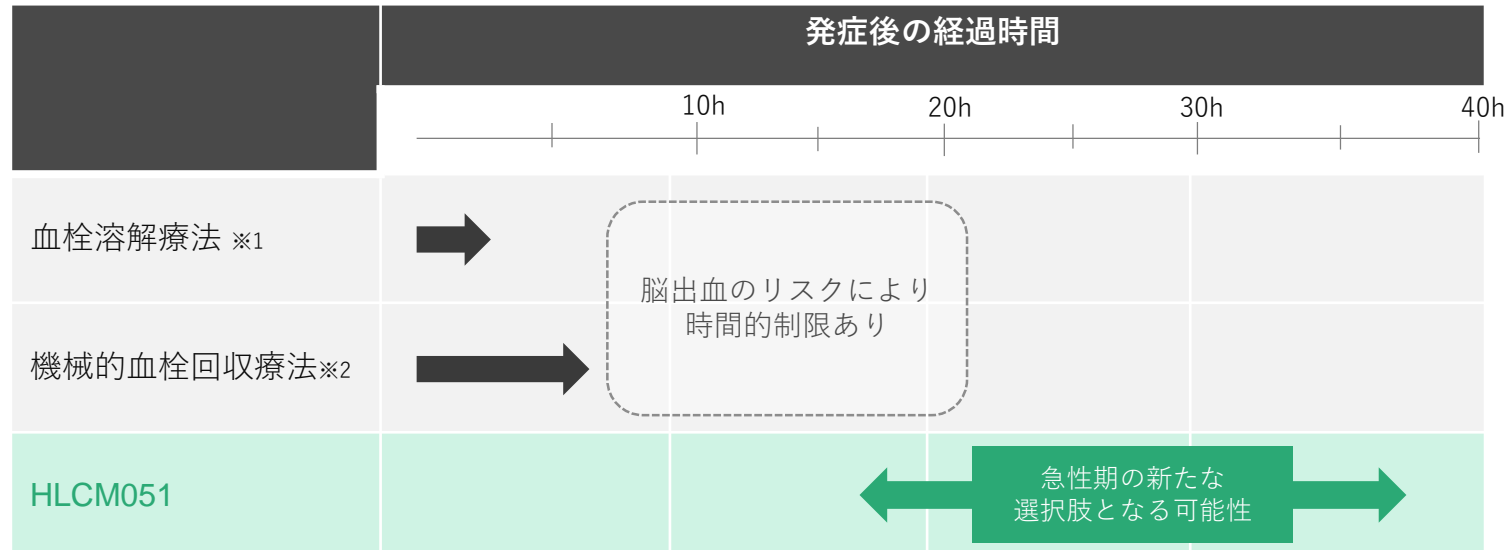 発症後の経過時間
10h 20h 30h 40h
血栓溶解療法 ※1
脳出血のリスクにより
時間的制限あり
機械的血栓回収療法※2
HLCM051
急性期の新たな
選択肢となる可能性